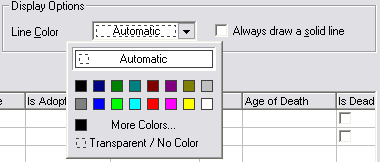 Display Options
Line Color Automatic Always draw a solid line
Automatic
More Colors...
Transparent / No Color
Is Adopt Age of Death Is Dead